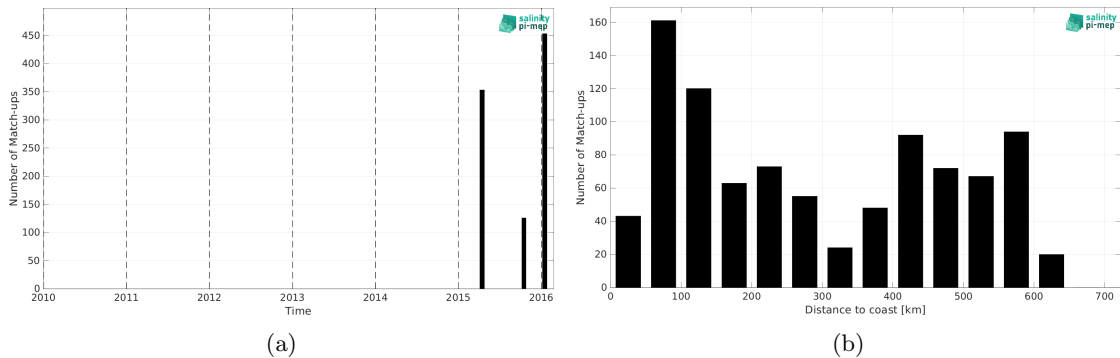 salinity
pi-mep
Number of Match-ups
450
400
350
300
250
200
150
100
50
0
2010 2011 2012 2013 2014 2015 2016
Time
(a)
salinity
pi-mep
Number of Match-ups
160
140
120
100
80
60
40
20
0
0 100 200 300 400 500 600 700
Distance to coast [km]
(b)